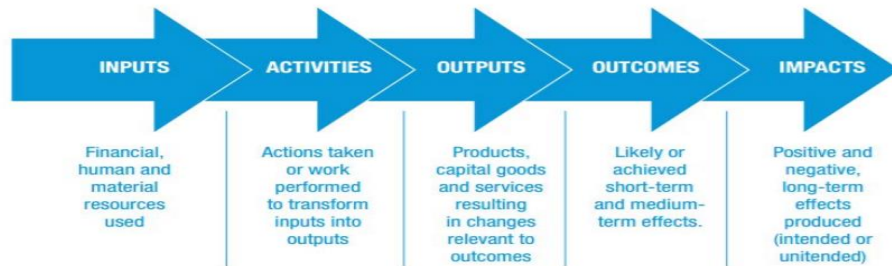 INPUTS
ACTIVITIES
OUTPUTS
OUTCOMES
IMPACTS
Financial,
human and
material
resources
used
Actions taken
or work
performed
to transform
inputs into
outputs
Products,
capital goods
and services
resulting
in changes
relevant to
outcomes
Likely or
achieved
short-term
and medium-
term effects.
Positive and
negative,
long-term
effects
produced
(intended or
unitended)